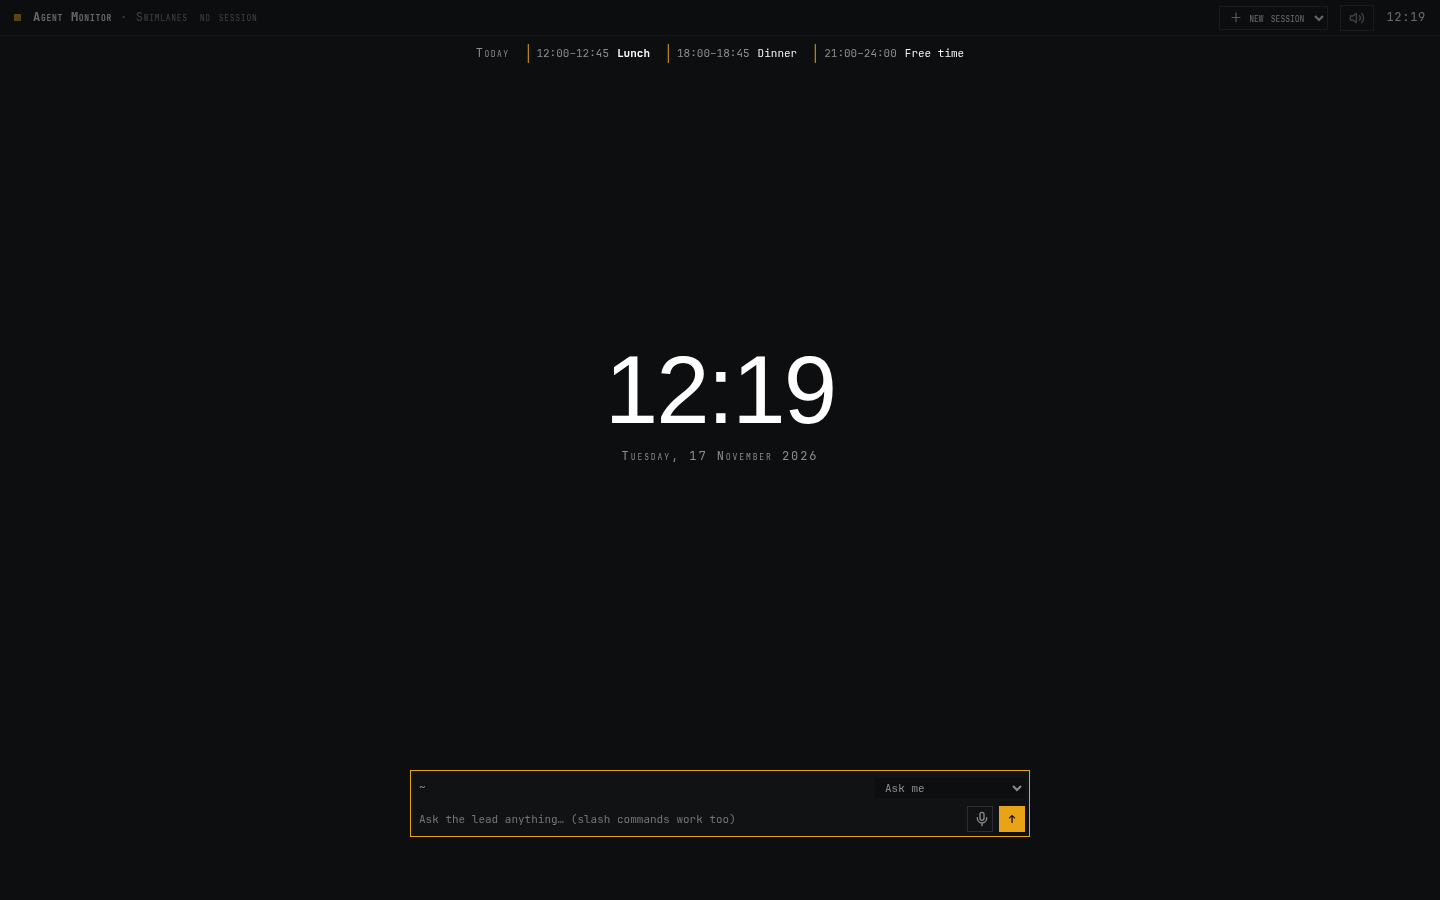 Agent Monitor · Swimlanes no session
+ new session
12:19
Today 12:00–12:45 Lunch 18:00–18:45 Dinner 21:00–24:00 Free time
12:19
Tuesday, 17 November 2026
~
Ask me
Ask the lead anything… (slash commands work too)